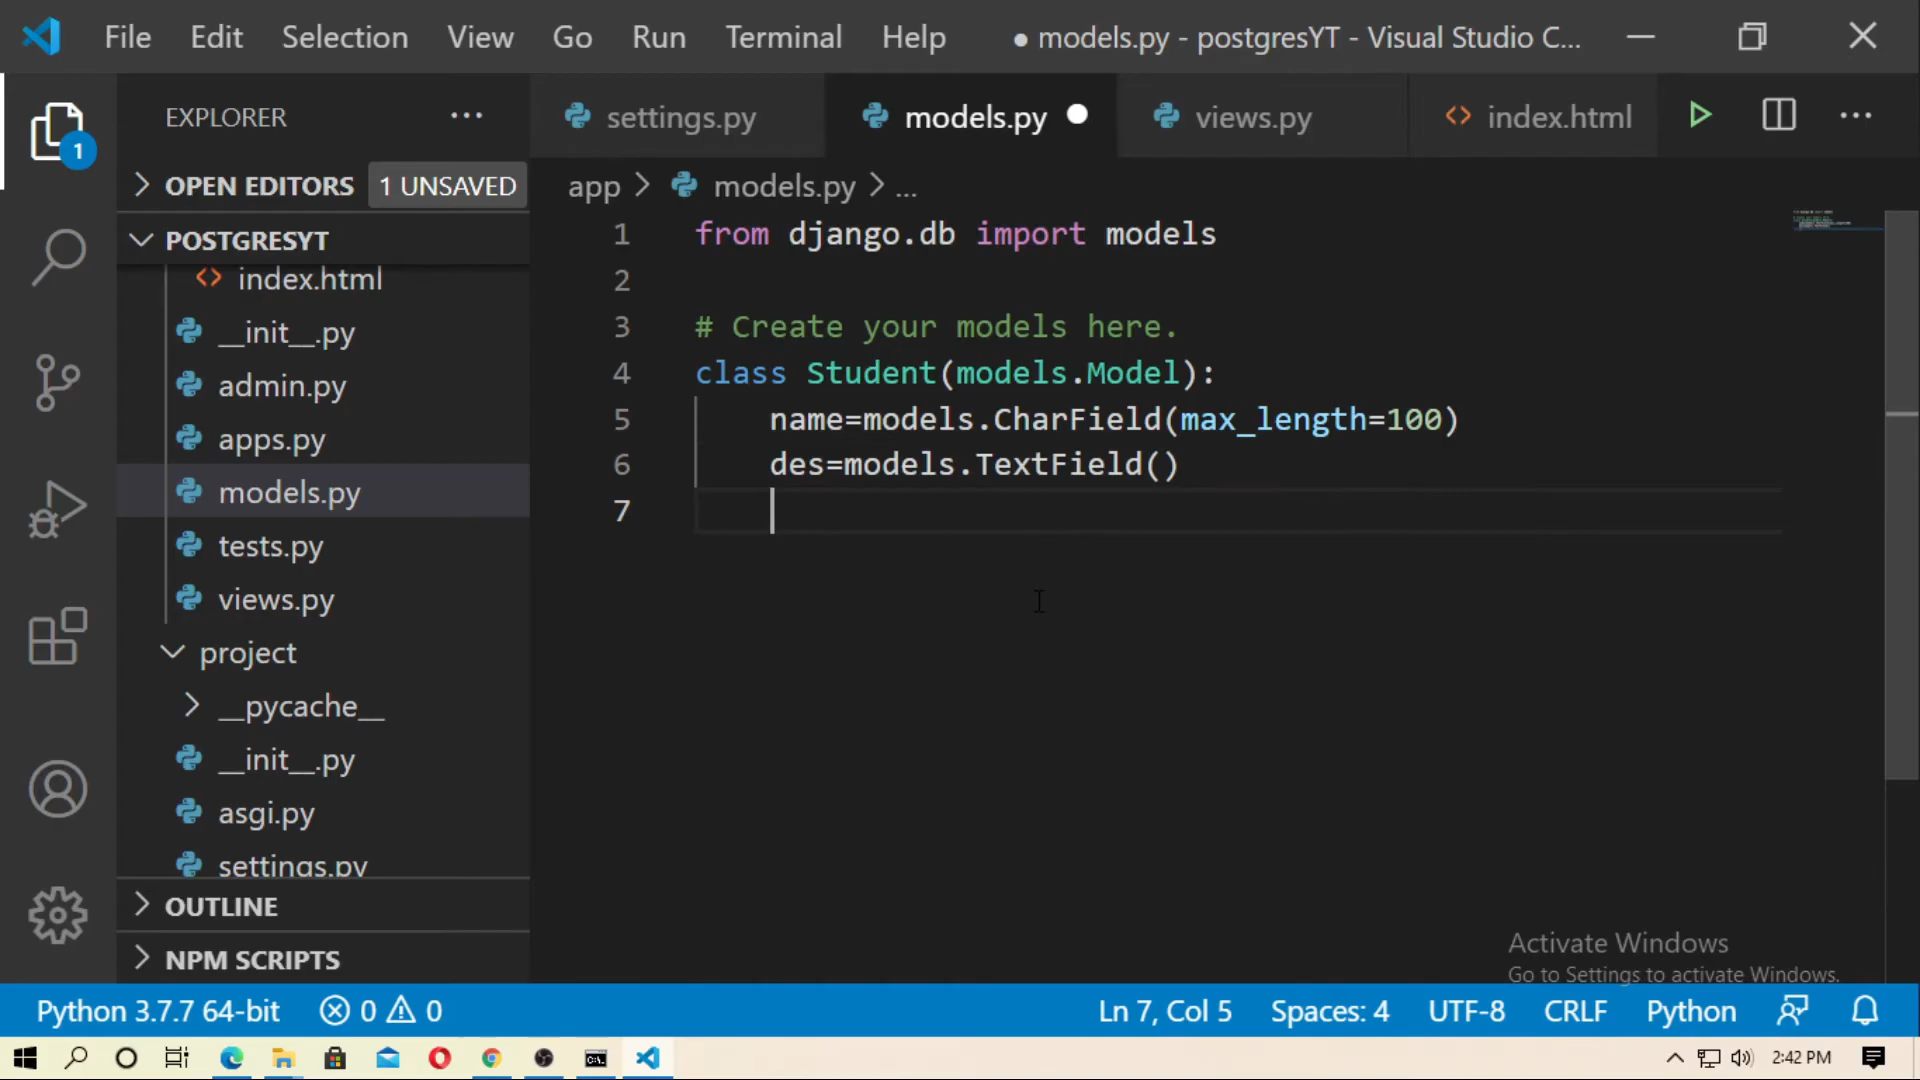 File Edit Selection View Go Run Terminal Help ● models.py - postgresYT - Visual Studio C...
EXPLORER ...
settings.py models.py ● views.py index.html ...
OPEN EDITORS 1 UNSAVED
app > models.py > ...
POSTGRESYT
index.html
__init__.py
admin.py
apps.py
models.py
tests.py
views.py
project
__pycache__
__init__.py
asgi.py
settings.py
OUTLINE
NPM SCRIPTS
1
1 from django.db import models
2
3 # Create your models here.
4 class Student(models.Model):
5 name=models.CharField(max_length=100)
6 des=models.TextField()
7
Activate Windows
Go to Settings to activate Windows.
Python 3.7.7 64-bit 0 0 Ln 7, Col 5 Spaces: 4 UTF-8 CRLF Python
2:42 PM